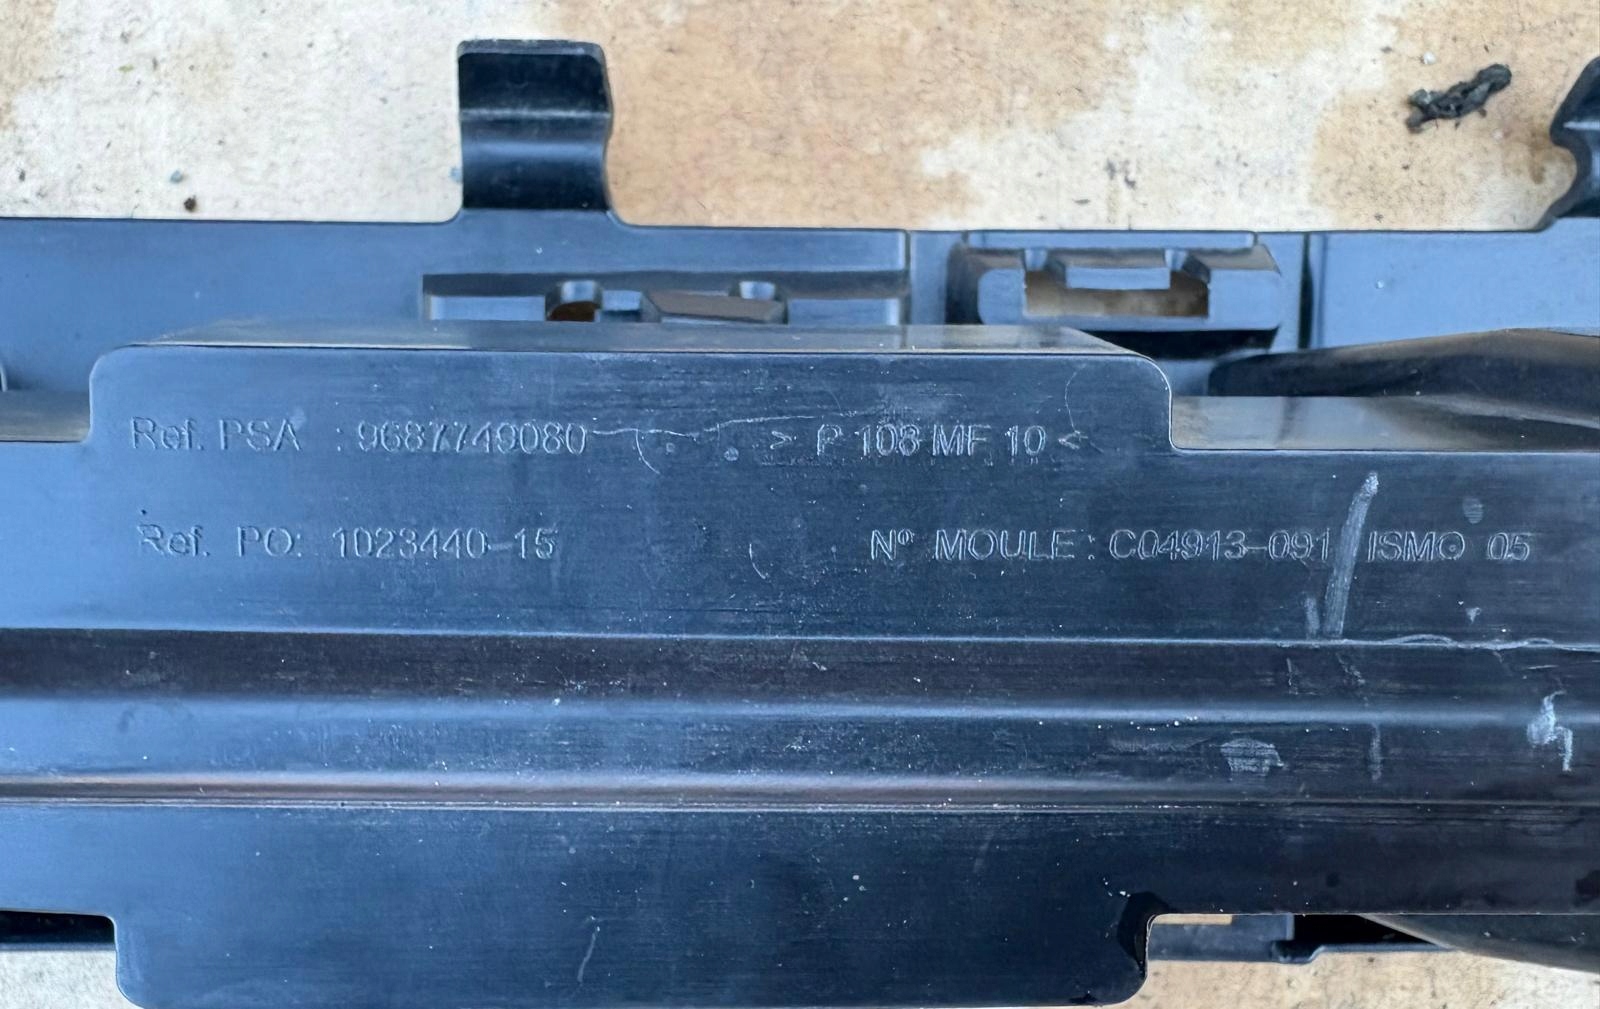 Ref. PSA : 9687749080 > P 108 MF 10 <
Ref. PO: 1023440-15 Nº MOULE : C04913-091 ISMO 05